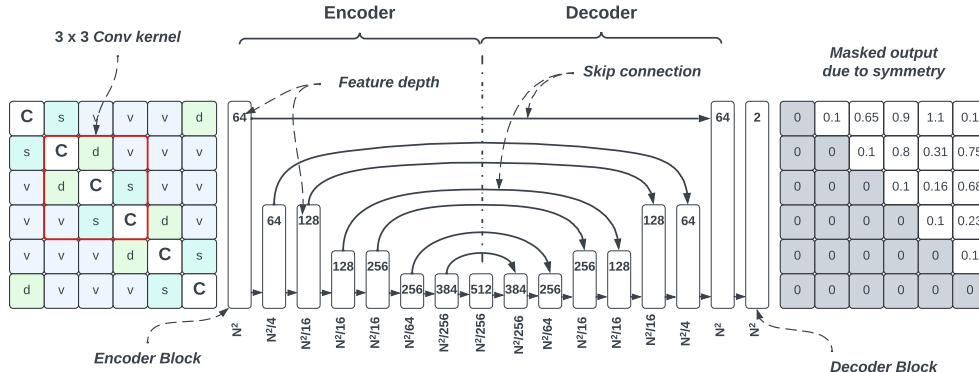 Encoder
Decoder
3 x 3 Conv kernel
Feature depth
Skip connection
Masked output
due to symmetry
C s v v v d
s C d v v v
v d C s v v
v v s C d v
v v v d C s
d v v v s C
64
64
128
128
256
256
384
512
384
256
256
128
128
64
64
2
N²
N²/4
N²/16
N²/16
N²/16
N²/64
N²/256
N²/256
N²/256
N²/64
N²/16
N²/16
N²/16
N²/4
N²
N²
0 0.1 0.65 0.9 1.1 0.1
0 0 0.1 0.8 0.31 0.75
0 0 0 0.1 0.16 0.68
0 0 0 0 0.1 0.23
0 0 0 0 0 0.1
0 0 0 0 0 0
Encoder Block
Decoder Block